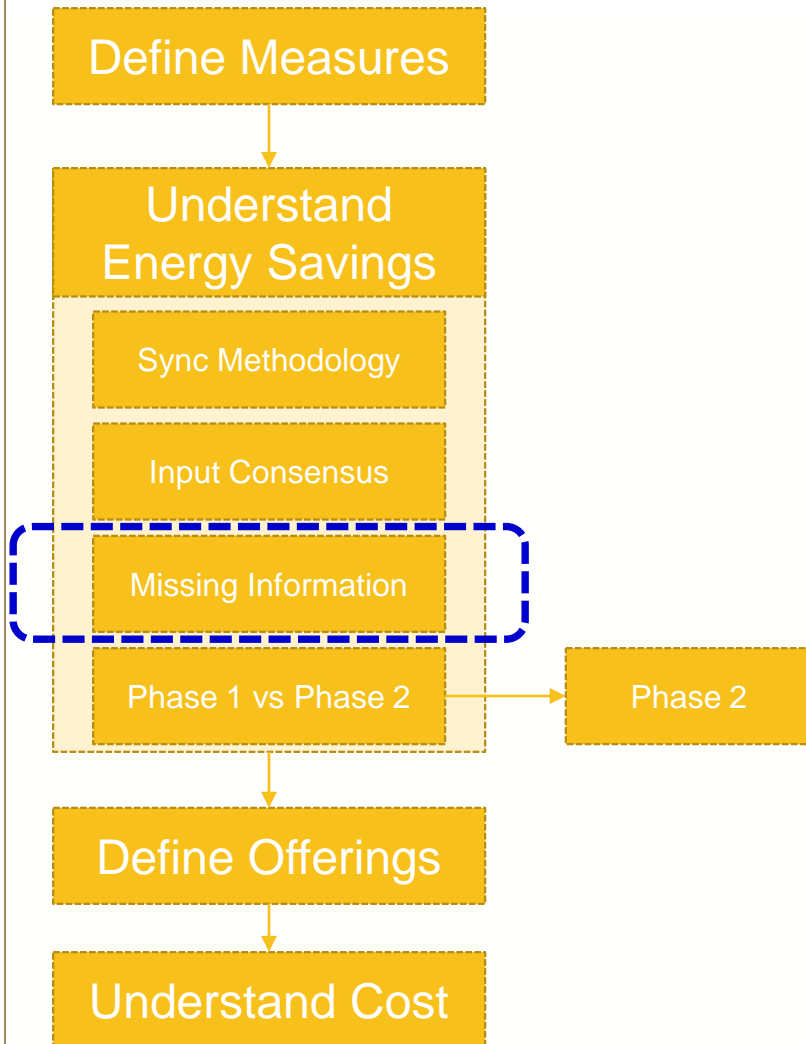 Define Measures
Understand
Energy Savings
Sync Methodology
Input Consensus
Missing Information
Phase 1 vs Phase 2
Phase 2
Define Offerings
Understand Cost